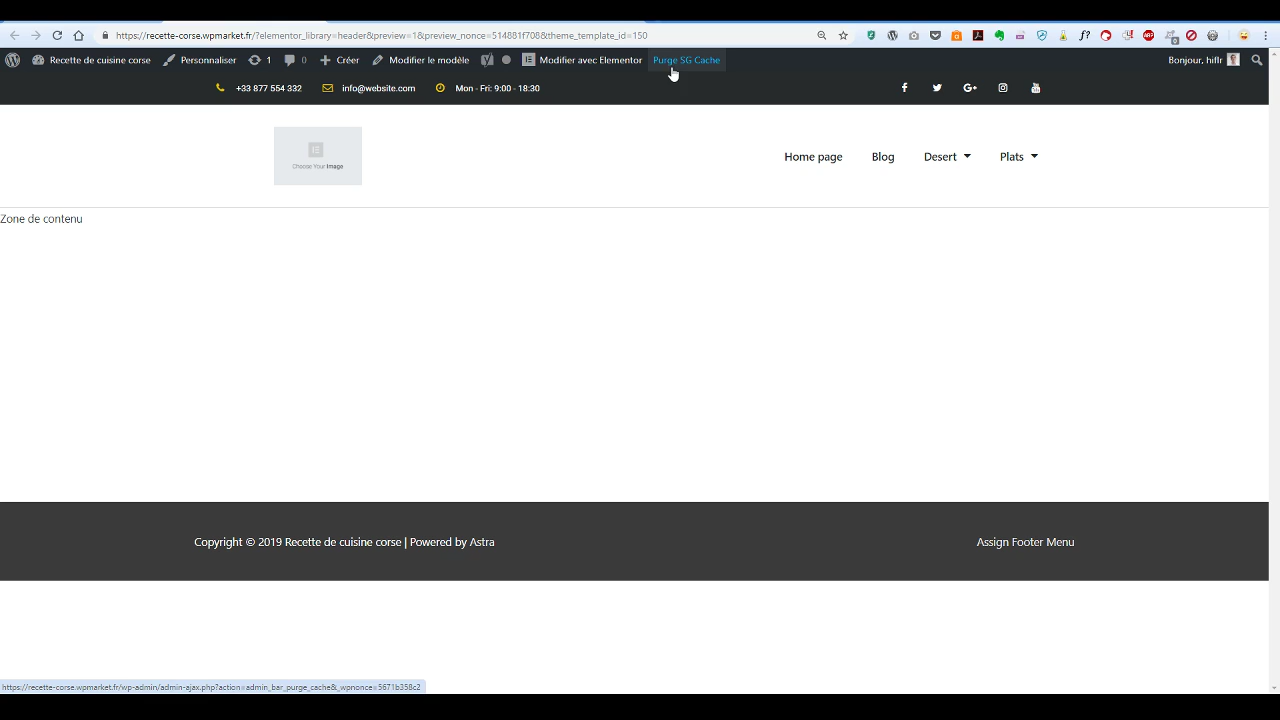 https://recette-corse.wpmarket.fr/?elementor_library=header&preview=1&preview_nonce=514881f708&theme_template_id=150
Recette de cuisine corse Personnaliser 1 0 Créer Modifier le modèle Modifier avec Elementor Purge SG Cache Bonjour, hiflr
+33 877 554 332 info@website.com Mon - Fri: 9:00 - 18:30
Choose Your Image
Home page Blog Desert Plats
Zone de contenu
Copyright © 2019 Recette de cuisine corse | Powered by Astra Assign Footer Menu
https://recette-corse.wpmarket.fr/wp-admin/admin-ajax.php?action=admin_bar_purge_cache&_wpnonce=5671b358c2